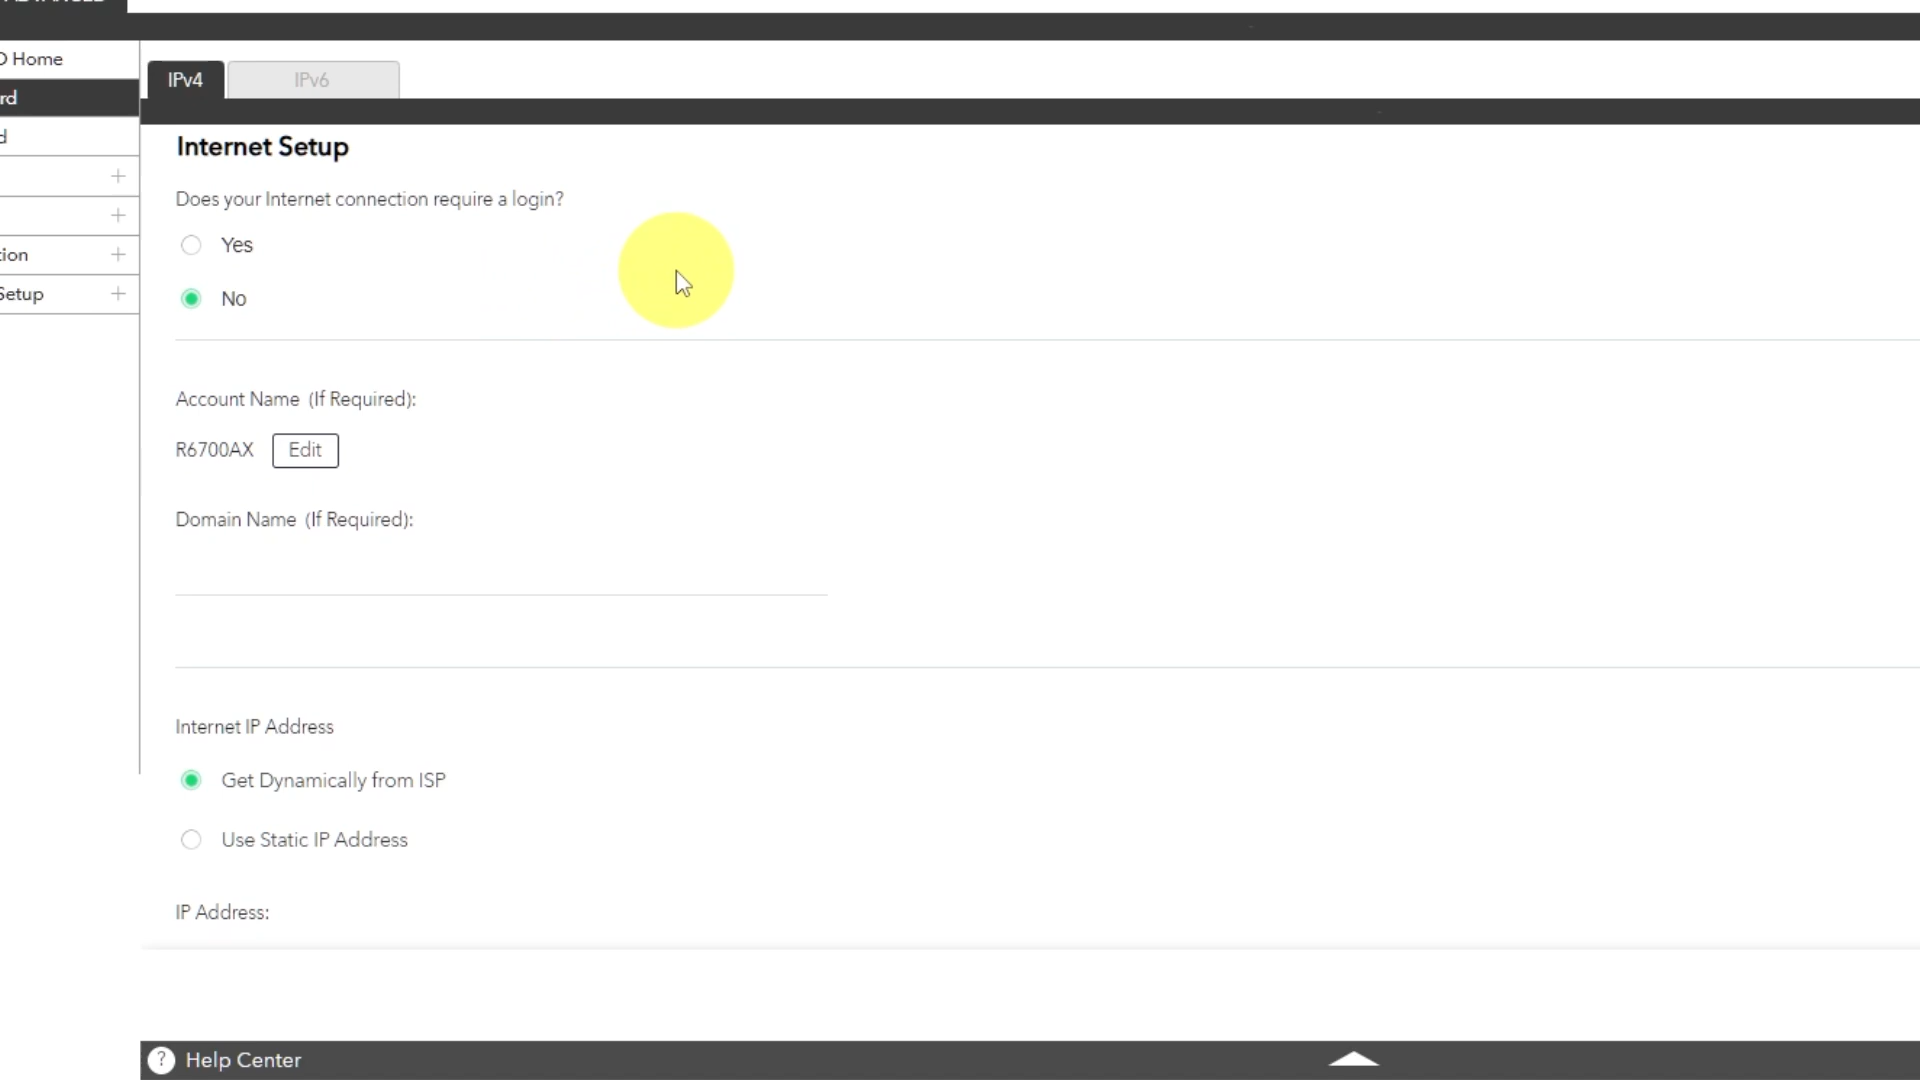 Home
IPv4
IPv6
Internet Setup
Does your Internet connection require a login?
Yes
No
Setup
Account Name (If Required):
R6700AX
Edit
Domain Name (If Required):
Internet IP Address
Get Dynamically from ISP
Use Static IP Address
IP Address:
? Help Center